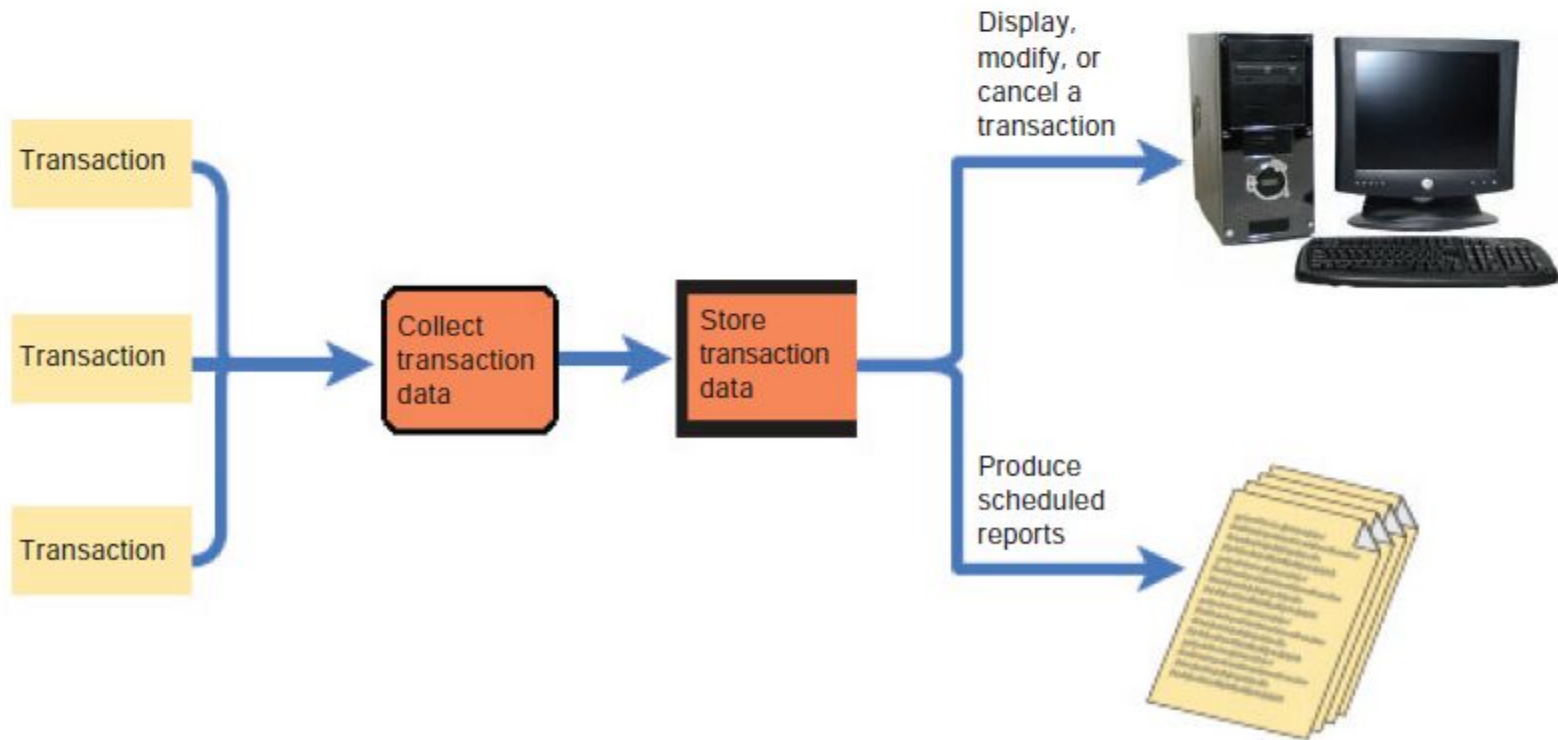 Display,
modify, or
cancel a
transaction
Transaction
Transaction
Transaction
Collect
transaction
data
Store
transaction
data
Produce
scheduled
reports